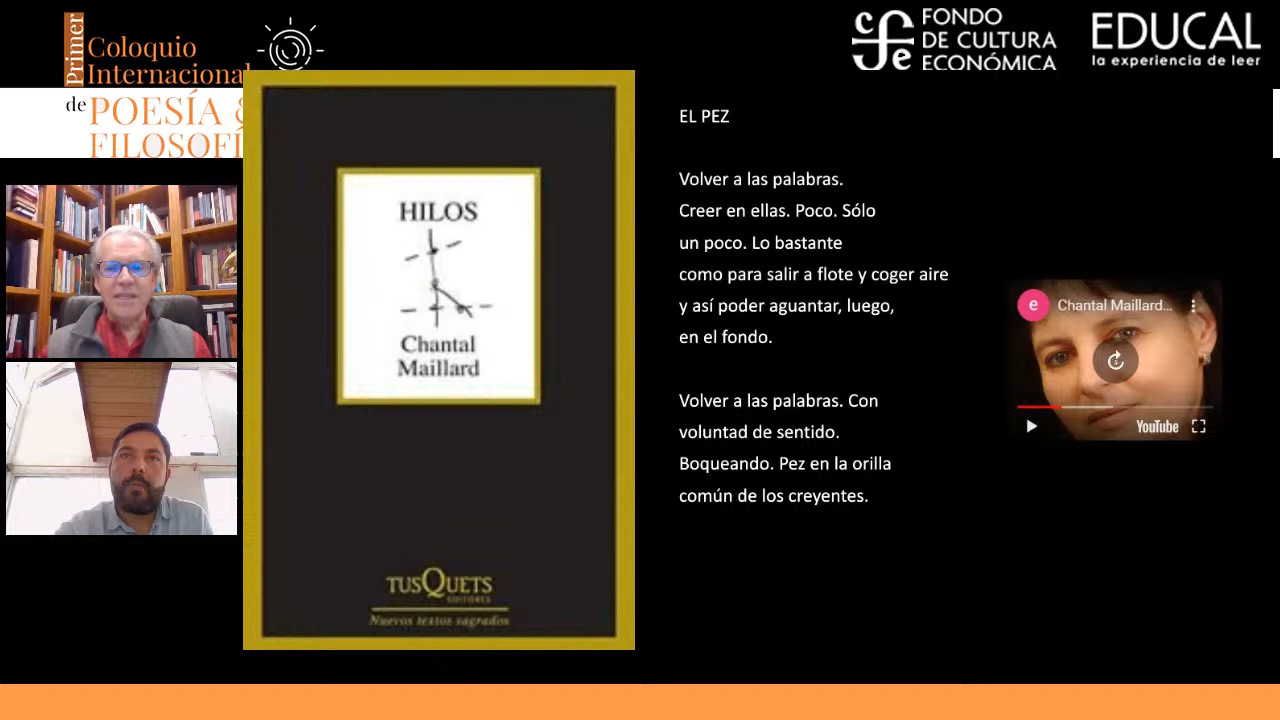 Primer
Coloquio
Internacional
de POESÍA &
FILOSOFÍ
FONDO
DE CULTURA
ECONÓMICA
EDUCAL
la experiencia de leer
HILOS
Chantal
Maillard
TUSQUETS
EDITORES
Nuevos textos sagrados
EL PEZ
Volver a las palabras.
Creer en ellas. Poco. Sólo
un poco. Lo bastante
como para salir a flote y coger aire
y así poder aguantar, luego,
en el fondo.
Volver a las palabras. Con
voluntad de sentido.
Boqueando. Pez en la orilla
común de los creyentes.
e Chantal Maillard...
YouTube